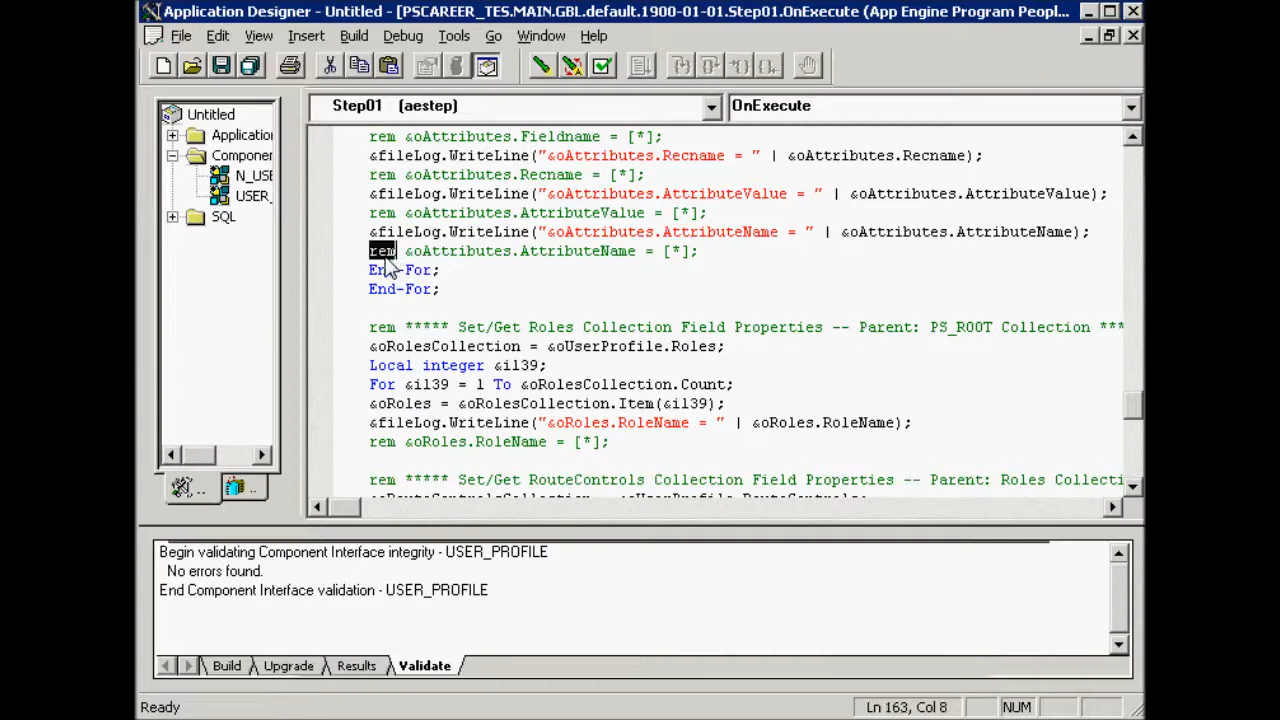 Application Designer - Untitled - [PSCAREER_TES.MAIN.GBL.default.1900-01-01.Step01.OnExecute (App Engine Program Peopl...
File Edit View Insert Build Debug Tools Go Window Help
Step01 (aestep) OnExecute
Untitled
Application
Componer
N_USE
USER_
SQL
rem &oAttributes.Fieldname = [*];
&fileLog.WriteLine("&oAttributes.Recname = " | &oAttributes.Recname);
rem &oAttributes.Recname = [*];
&fileLog.WriteLine("&oAttributes.AttributeValue = " | &oAttributes.AttributeValue);
rem &oAttributes.AttributeValue = [*];
&fileLog.WriteLine("&oAttributes.AttributeName = " | &oAttributes.AttributeName);
rem &oAttributes.AttributeName = [*];
End-For;
End-For;
rem ***** Set/Get Roles Collection Field Properties -- Parent: PS_ROOT Collection ***
&oRolesCollection = &oUserProfile.Roles;
Local integer &i139;
For &i139 = 1 To &oRolesCollection.Count;
&oRoles = &oRolesCollection.Item(&i139);
&fileLog.WriteLine("&oRoles.RoleName = " | &oRoles.RoleName);
rem &oRoles.RoleName = [*];
rem ***** Set/Get RouteControls Collection Field Properties -- Parent: Roles Collecti
&oRouteControlsCollection = &oUserProfile.RouteControls;
Begin validating Component Interface integrity - USER_PROFILE
No errors found.
End Component Interface validation - USER_PROFILE
Build Upgrade Results Validate
Ready Ln 163, Col 8 NUM